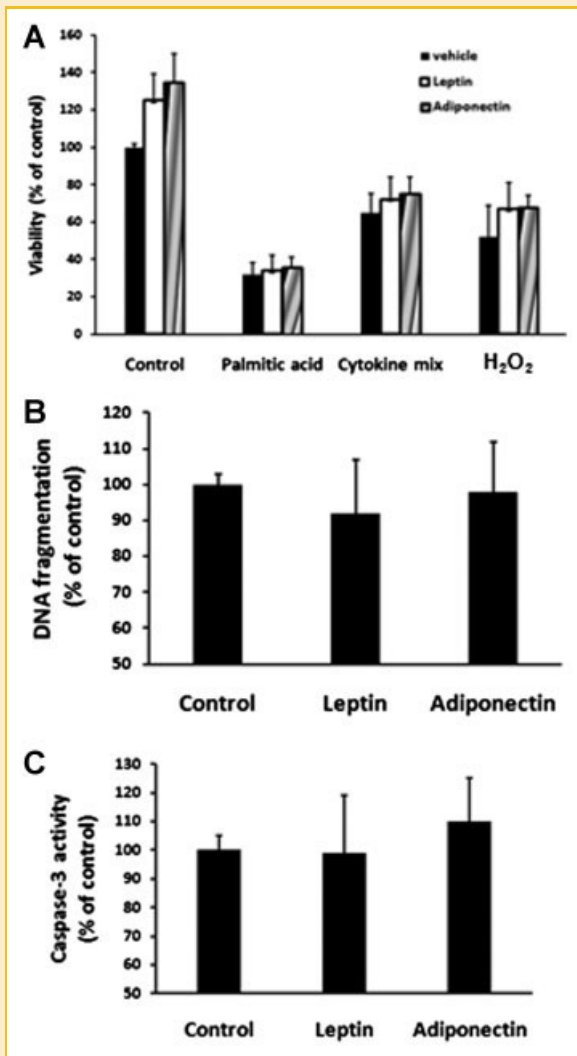 A
160
140
120
100
80
60
40
20
0
Viability (% of control)
vehicle
Leptin
Adiponectin
Control Palmitic acid Cytokine mix H₂O₂
B
120
110
100
90
80
70
60
50
DNA fragmentation
(% of control)
Control Leptin Adiponectin
C
130
120
110
100
90
80
70
60
50
Caspase-3 activity
(% of control)
Control Leptin Adiponectin